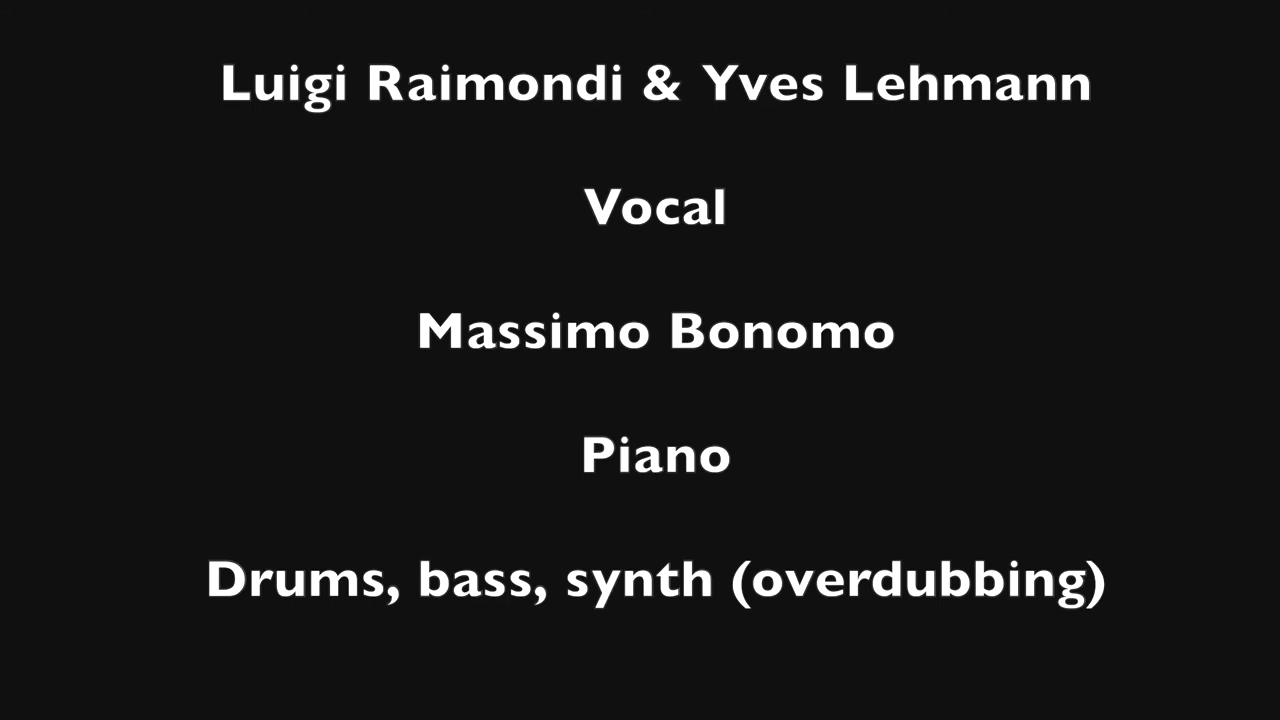 Luigi Raimondi & Yves Lehmann
Vocal
Massimo Bonomo
Piano
Drums, bass, synth (overdubbing)